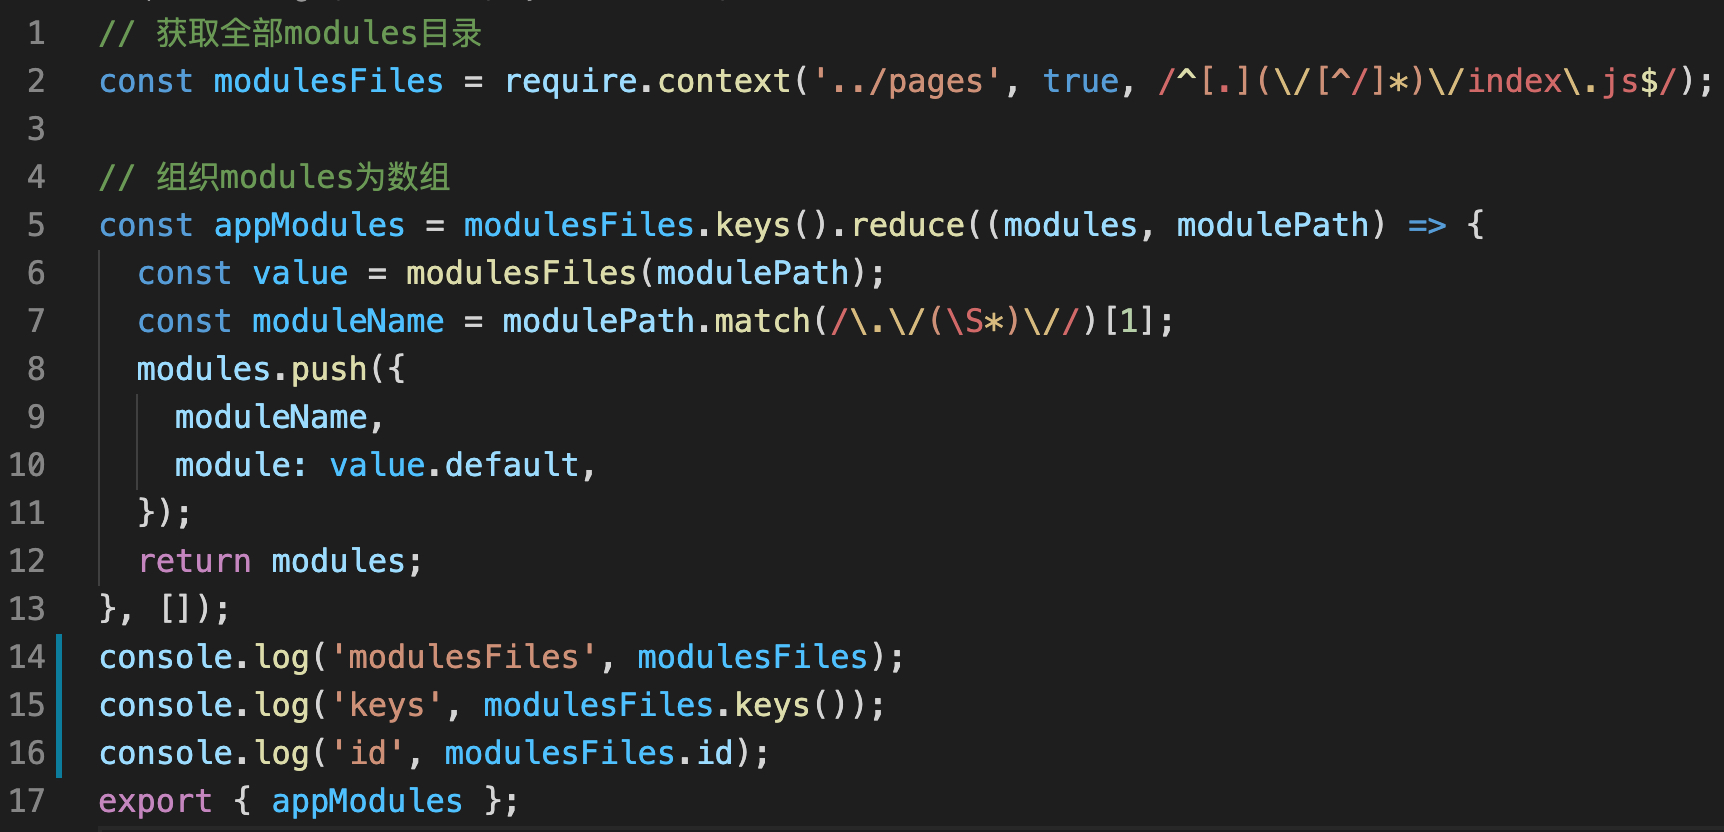 1 // 获取全部modules目录
2 const modulesFiles = require.context('../pages', true, /^[.](\/[^/]*)\/index\.js$/);
3
4 // 组织modules为数组
5 const appModules = modulesFiles.keys().reduce((modules, modulePath) => {
6 const value = modulesFiles(modulePath);
7 const moduleName = modulePath.match(/\.\/(\S*)\//)[1];
8 modules.push({
9 moduleName,
10 module: value.default,
11 });
12 return modules;
13 }, []);
14 console.log('modulesFiles', modulesFiles);
15 console.log('keys', modulesFiles.keys());
16 console.log('id', modulesFiles.id);
17 export { appModules };